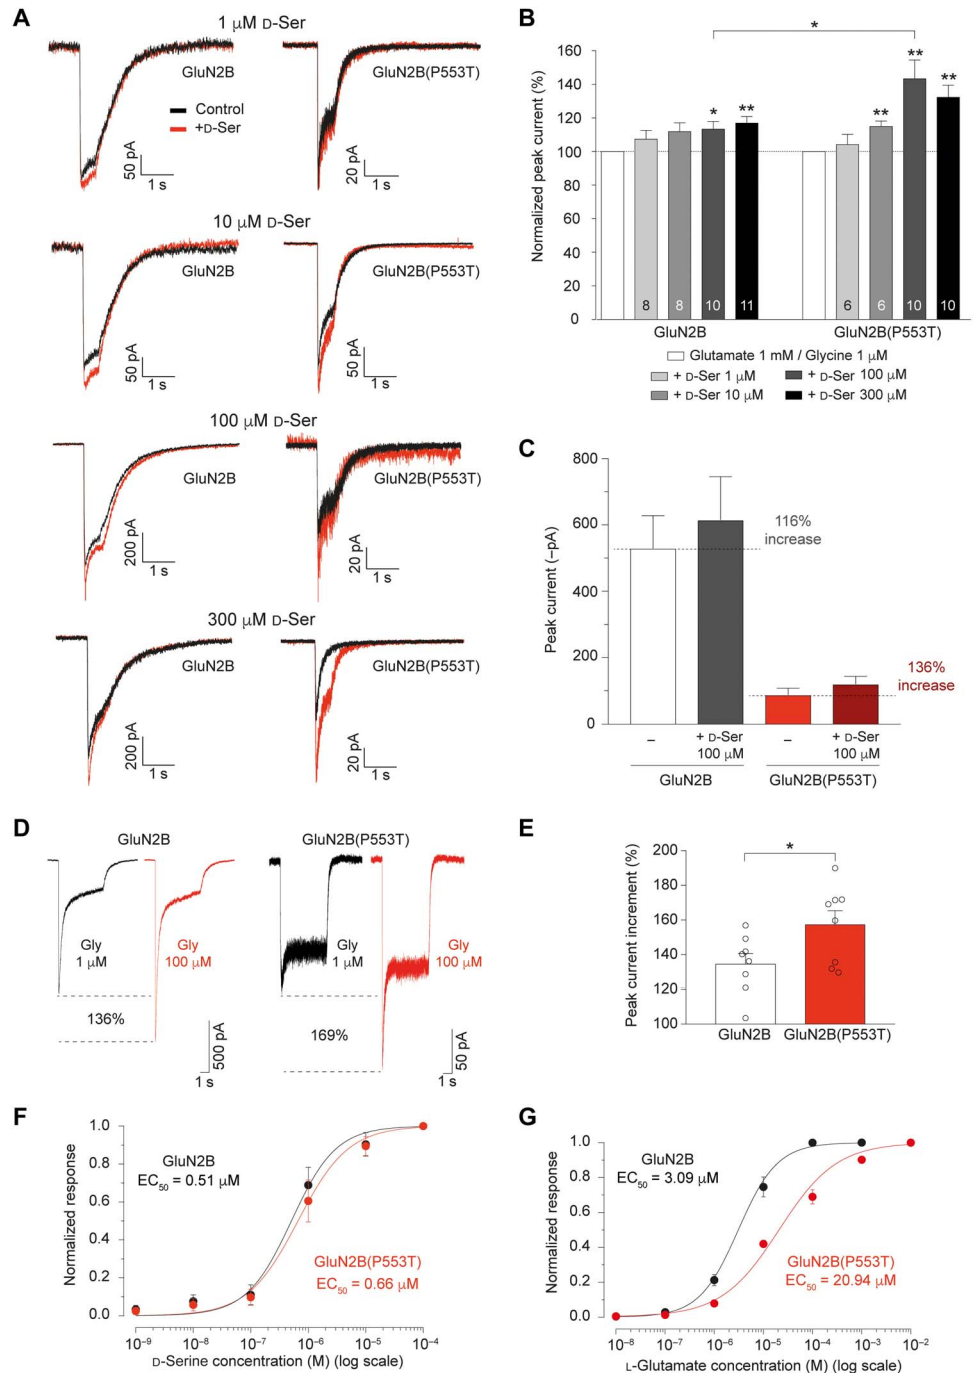 A
1 µM D-Ser
GluN2B
GluN2B(P553T)
Control
+D-Ser
50 pA
1 s
20 pA
1 s
10 µM D-Ser
GluN2B
GluN2B(P553T)
50 pA
1 s
50 pA
1 s
100 µM D-Ser
GluN2B
GluN2B(P553T)
200 pA
1 s
20 pA
1 s
300 µM D-Ser
GluN2B
GluN2B(P553T)
200 pA
1 s
20 pA
1 s
B
Normalized peak current (%)
160
140
120
100
80
60
40
20
0
*
* ** ** ** **
8 8 10 11 6 6 10 10
GluN2B GluN2B(P553T)
Glutamate 1 mM / Glycine 1 µM
+ D-Ser 1 µM + D-Ser 100 µM
+ D-Ser 10 µM + D-Ser 300 µM
C
Peak current (–pA)
800
600
400
200
0
116%
increase
136%
increase
– + D-Ser – + D-Ser
100 µM 100 µM
GluN2B GluN2B(P553T)
D
GluN2B
GluN2B(P553T)
Gly
1 µM
Gly
100 µM
136%
500 pA
1 s
Gly
1 µM
Gly
100 µM
169%
50 pA
1 s
E
Peak current increment (%)
200
180
160
140
120
100
*
GluN2B GluN2B(P553T)
F
Normalized response
1.0
0.8
0.6
0.4
0.2
0.0
GluN2B
EC50 = 0.51 µM
GluN2B(P553T)
EC50 = 0.66 µM
10–9 10–8 10–7 10–6 10–5 10–4
D-Serine concentration (M) (log scale)
G
Normalized response
1.0
0.8
0.6
0.4
0.2
0.0
GluN2B
EC50 = 3.09 µM
GluN2B(P553T)
EC50 = 20.94 µM
10–8 10–7 10–6 10–5 10–4 10–3 10–2
L-Glutamate concentration (M) (log scale)